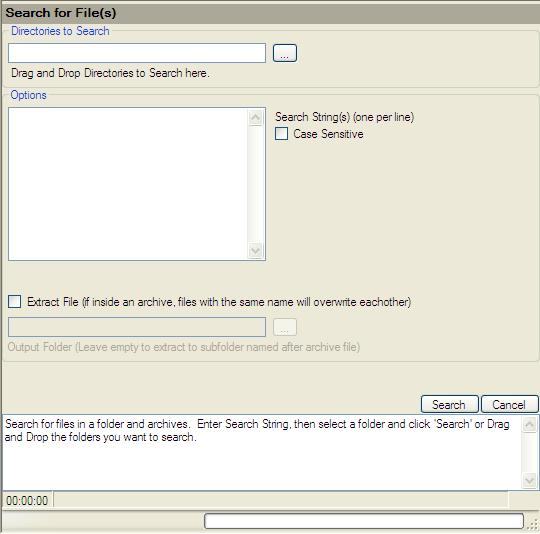 Search for File(s)
Directories to Search
...
Drag and Drop Directories to Search here.
Options
Search String(s) (one per line)
Case Sensitive
Extract File (if inside an archive, files with the same name will overwrite eachother)
...
Output Folder (Leave empty to extract to subfolder named after archive file)
Search
Cancel
Search for files in a folder and archives.  Enter Search String, then select a folder and click 'Search' or Drag
and Drop the folders you want to search.
00:00:00